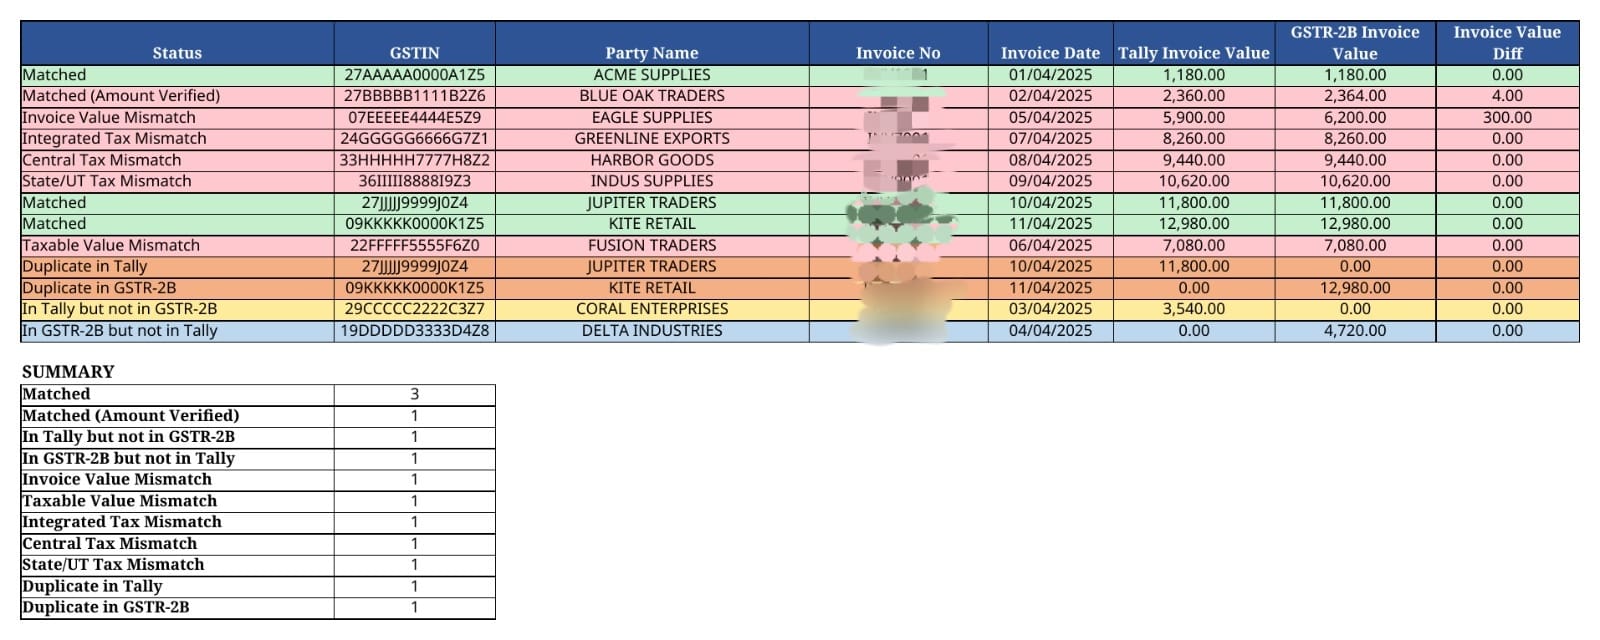 Status GSTIN Party Name Invoice No Invoice Date Tally Invoice Value GSTR-2B Invoice Value Invoice Value Diff
Matched 27AAAAA0000A1Z5 ACME SUPPLIES 01/04/2025 1,180.00 1,180.00 0.00
Matched (Amount Verified) 27BBBBB1111B2Z6 BLUE OAK TRADERS 02/04/2025 2,360.00 2,364.00 4.00
Invoice Value Mismatch 07EEEEE4444E5Z9 EAGLE SUPPLIES 05/04/2025 5,900.00 6,200.00 300.00
Integrated Tax Mismatch 24GGGGG6666G7Z1 GREENLINE EXPORTS 07/04/2025 8,260.00 8,260.00 0.00
Central Tax Mismatch 33HHHHH7777H8Z2 HARBOR GOODS 08/04/2025 9,440.00 9,440.00 0.00
State/UT Tax Mismatch 36IIIII8888I9Z3 INDUS SUPPLIES 09/04/2025 10,620.00 10,620.00 0.00
Matched 27JJJJJ9999J0Z4 JUPITER TRADERS 10/04/2025 11,800.00 11,800.00 0.00
Matched 09KKKKK0000K1Z5 KITE RETAIL 11/04/2025 12,980.00 12,980.00 0.00
Taxable Value Mismatch 22FFFFF5555F6Z0 FUSION TRADERS 06/04/2025 7,080.00 7,080.00 0.00
Duplicate in Tally 27JJJJJ9999J0Z4 JUPITER TRADERS 10/04/2025 11,800.00 0.00 0.00
Duplicate in GSTR-2B 09KKKKK0000K1Z5 KITE RETAIL 11/04/2025 0.00 12,980.00 0.00
In Tally but not in GSTR-2B 29CCCCC2222C3Z7 CORAL ENTERPRISES 03/04/2025 3,540.00 0.00 0.00
In GSTR-2B but not in Tally 19DDDDD3333D4Z8 DELTA INDUSTRIES 04/04/2025 0.00 4,720.00 0.00
SUMMARY
Matched 3
Matched (Amount Verified) 1
In Tally but not in GSTR-2B 1
In GSTR-2B but not in Tally 1
Invoice Value Mismatch 1
Taxable Value Mismatch 1
Integrated Tax Mismatch 1
Central Tax Mismatch 1
State/UT Tax Mismatch 1
Duplicate in Tally 1
Duplicate in GSTR-2B 1